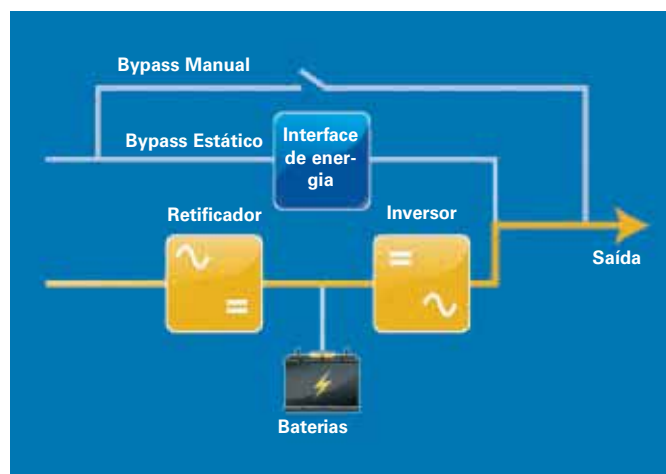 Bypass Manual
Bypass Estático
Interface
de ener-
gia
Retificador
Inversor
Saída
Baterias